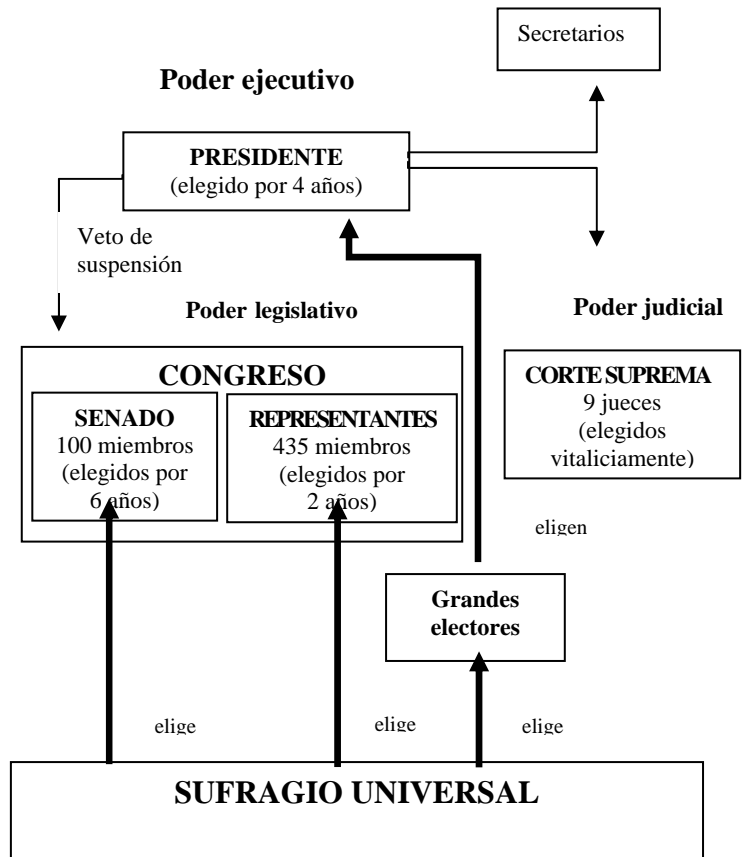 Secretarios
Poder ejecutivo
PRESIDENTE
(elegido por 4 años)
Veto de
suspensión
Poder legislativo
Poder judicial
CONGRESO
SENADO
100 miembros
(elegidos por
6 años)
REPRESENTANTES
435 miembros
(elegidos por
2 años)
CORTE SUPREMA
9 jueces
(elegidos
vitaliciamente)
eligen
Grandes
electores
elige
elige
elige
SUFRAGIO UNIVERSAL